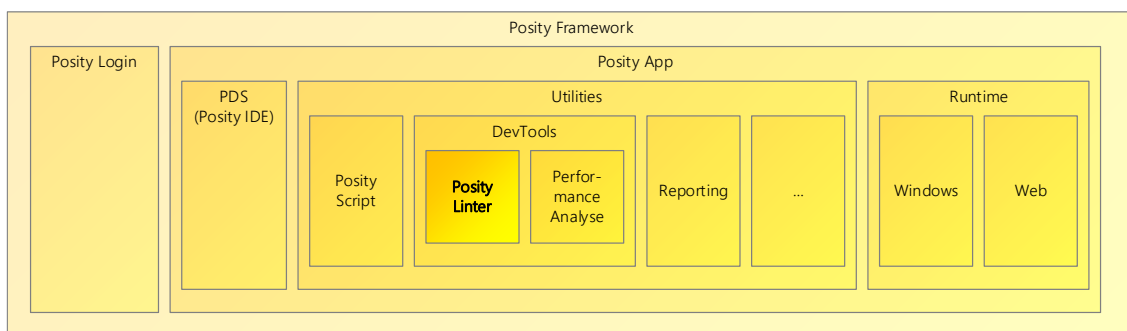 Posity Framework
Posity Login
Posity App
PDS
(Posity IDE)
Utilities
Runtime
DevTools
Posity
Script
Posity
Linter
Perfor-
mance
Analyse
Reporting
...
Windows
Web